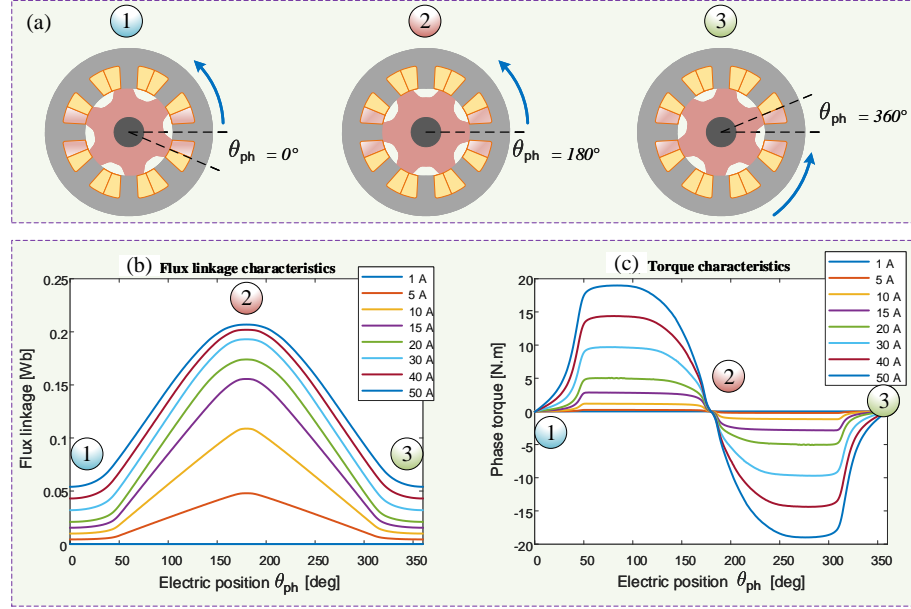 (a)
1
2
3
θph = 0°
θph = 180°
θph = 360°
(b) Flux linkage characteristics
0.25
0.2
0.15
0.1
0.05
0
Flux linkage [Wb]
0 50 100 150 200 250 300 350
Electric position θph [deg]
1
2
3
1 A
5 A
10 A
15 A
20 A
30 A
40 A
50 A
(c) Torque characteristics
20
15
10
5
0
-5
-10
-15
-20
Phase torque [N.m]
0 50 100 150 200 250 300 350
Electric position θph [deg]
1
2
3
1 A
5 A
10 A
15 A
20 A
30 A
40 A
50 A